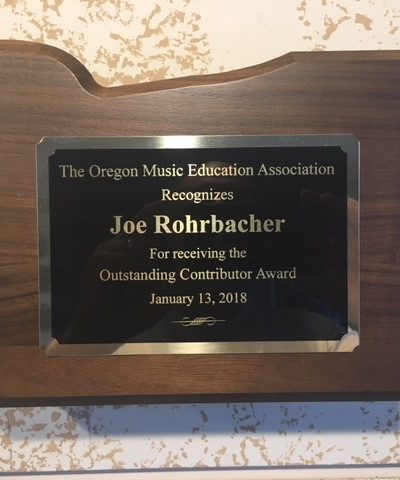 The Oregon Music Education Association
Recognizes
Joe Rohrbacher
For receiving the
Outstanding Contributor Award
January 13, 2018